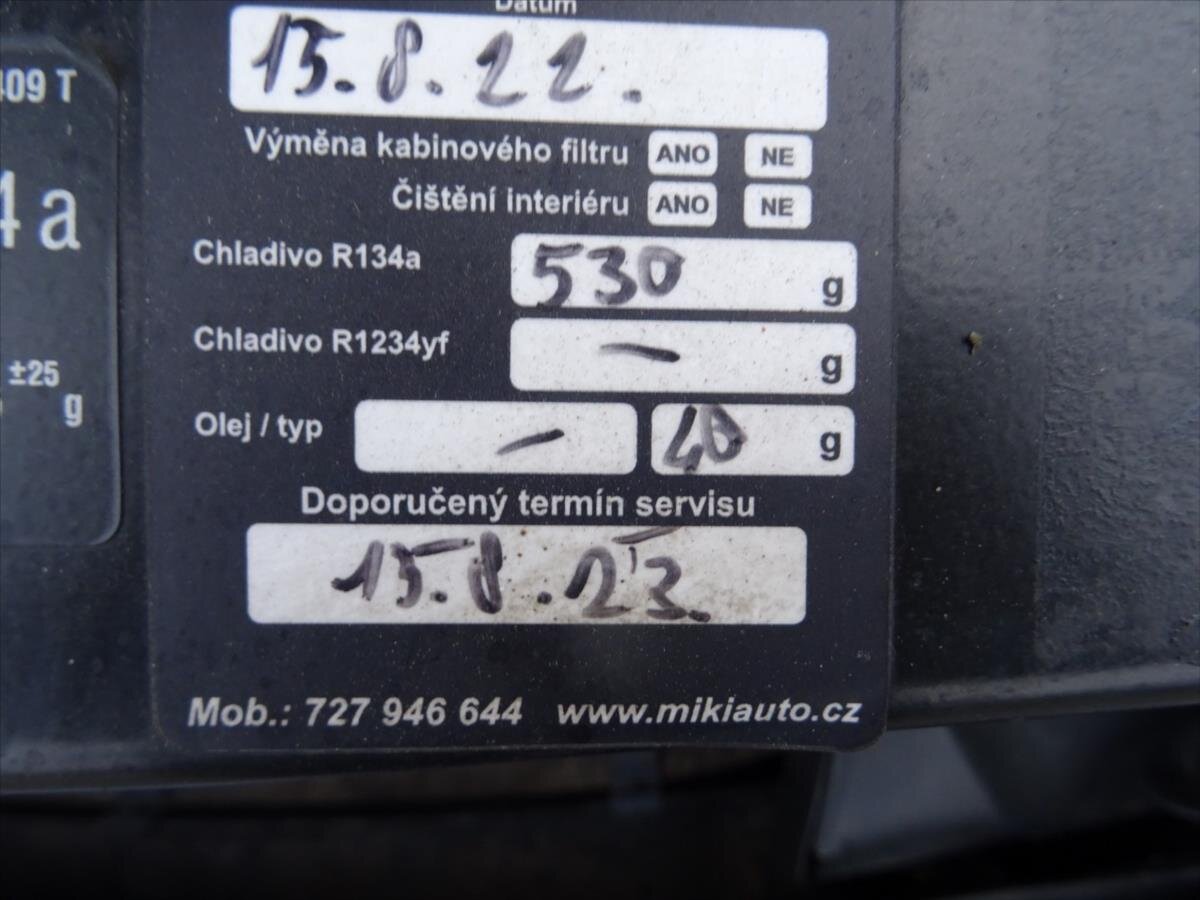 Datum
15.8.22.
Výměna kabinového filtru ANO NE
Čištění interiéru ANO NE
Chladivo R134a 530 g
Chladivo R1234yf - g
Olej / typ - g
Doporučený termín servisu
15.8.23.
Mob.: 727 946 644 www.mikiauto.cz
409 T
4a
±25
g